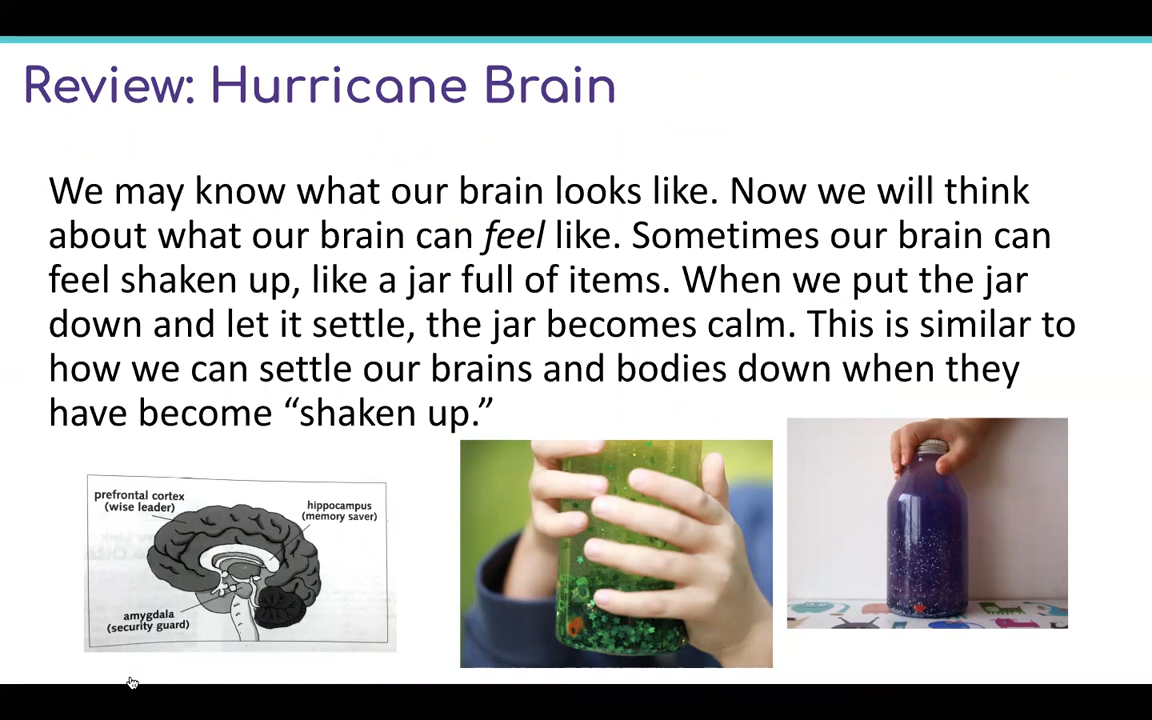 Review: Hurricane Brain
We may know what our brain looks like. Now we will think
about what our brain can feel like. Sometimes our brain can
feel shaken up, like a jar full of items. When we put the jar
down and let it settle, the jar becomes calm. This is similar to
how we can settle our brains and bodies down when they
have become “shaken up.”
prefrontal cortex
(wise leader)
hippocampus
(memory saver)
amygdala
(security guard)